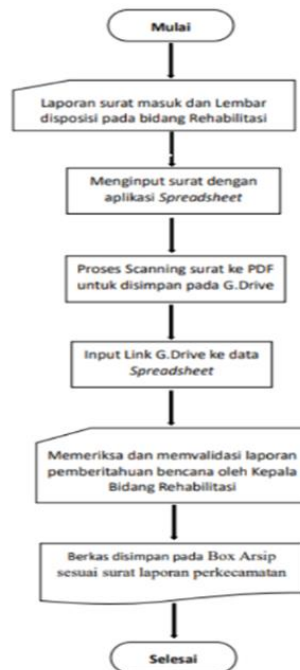 Mulai
Laporan surat masuk dan Lembar
disposisi pada bidang Rehabilitasi
Menginput surat dengan
aplikasi Spreadsheet
Proses Scanning surat ke PDF
untuk disimpan pada G.Drive
Input Link G.Drive ke data
Spreadsheet
Memeriksa dan memvalidasi laporan
pemberitahuan bencana oleh Kepala
Bidang Rehabilitasi
Berkas disimpan pada Box Arsip
sesuai surat laporan perkecamatan
Selesai